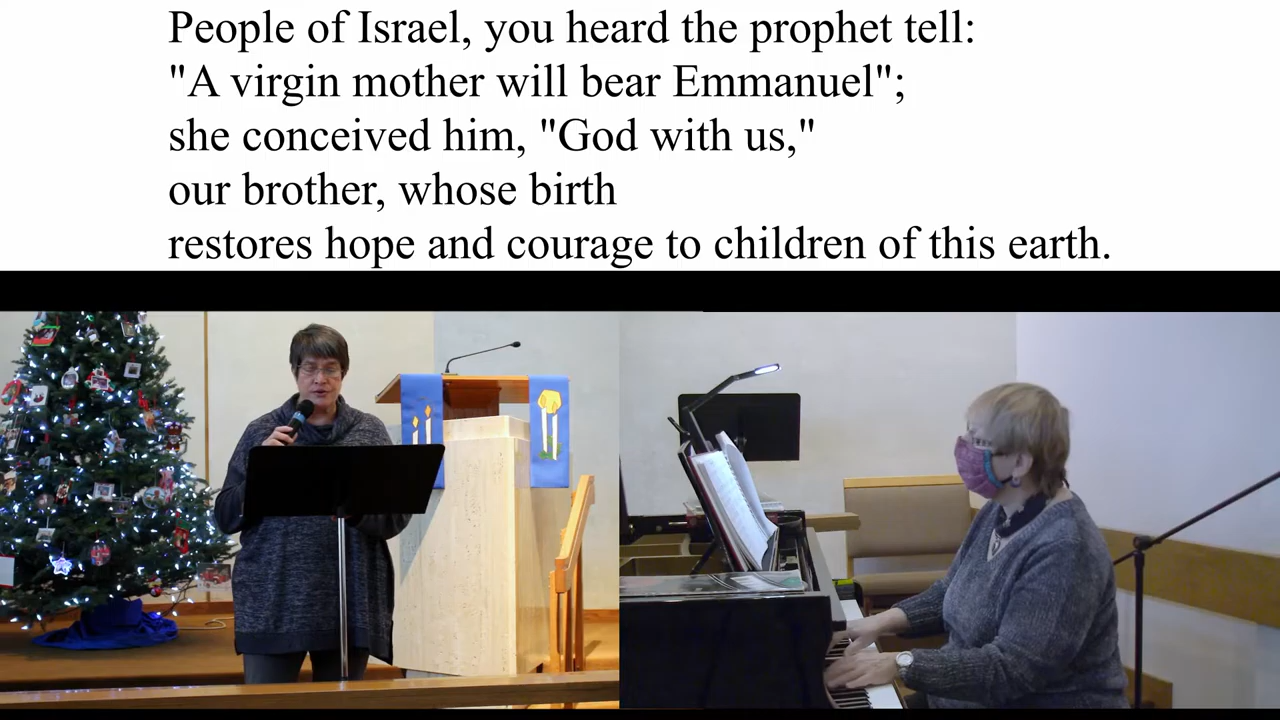 People of Israel, you heard the prophet tell:
"A virgin mother will bear Emmanuel";
she conceived him, "God with us,"
our brother, whose birth
restores hope and courage to children of this earth.